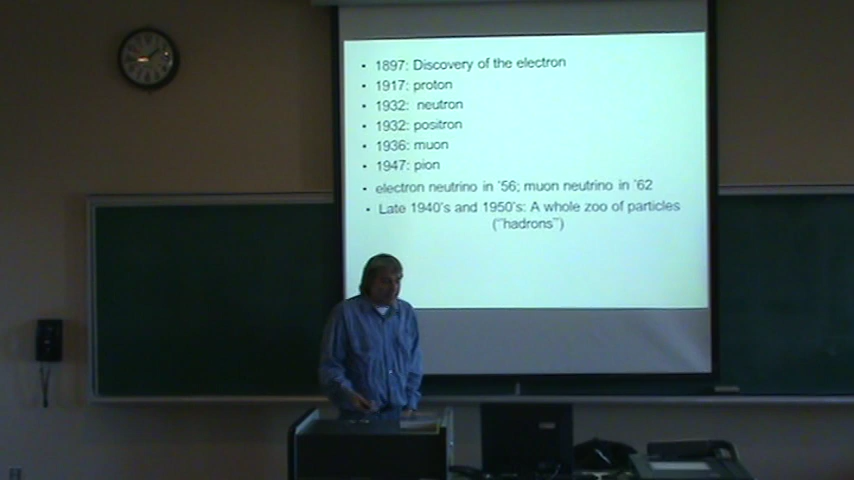 • 1897: Discovery of the electron
• 1917: proton
• 1932: neutron
• 1932: positron
• 1936: muon
• 1947: pion
• electron neutrino in '56; muon neutrino in '62
• Late 1940's and 1950's: A whole zoo of particles
("hadrons")